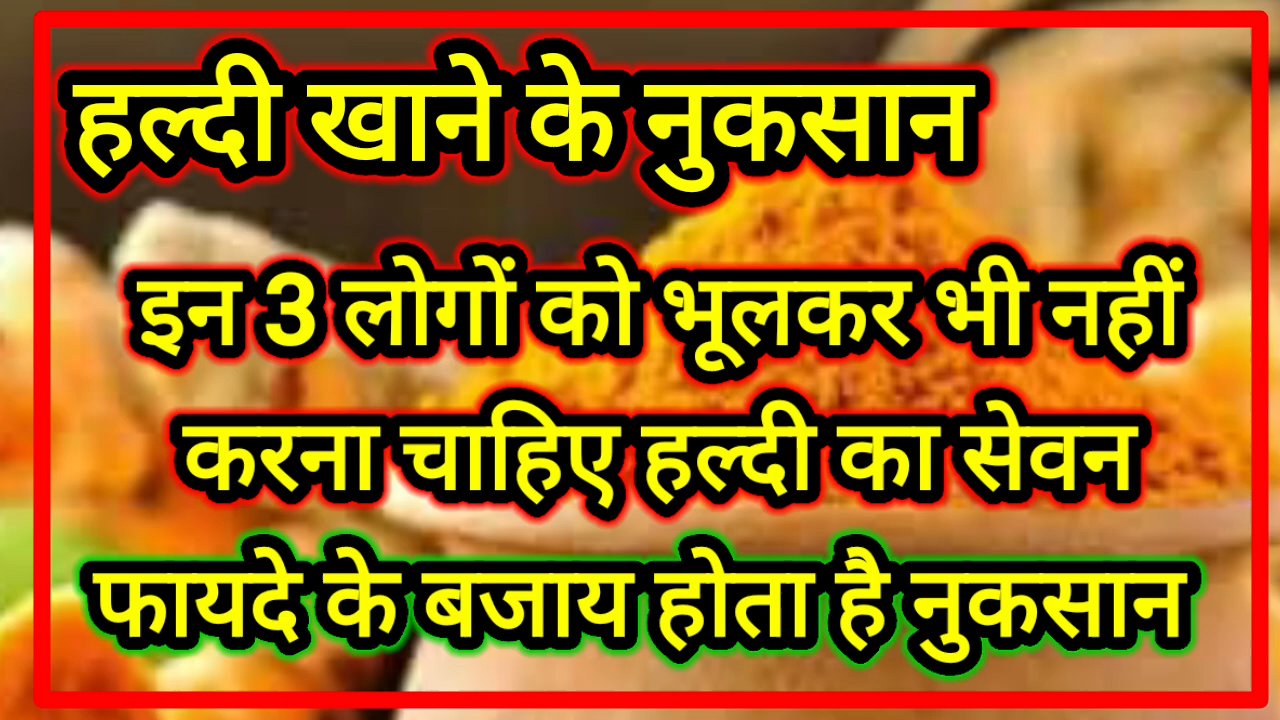 हल्दी खाने के नुकसान
इन 3 लोगों को भूलकर भी नहीं
करना चाहिए हल्दी का सेवन
फायदे के बजाय होता है नुकसान